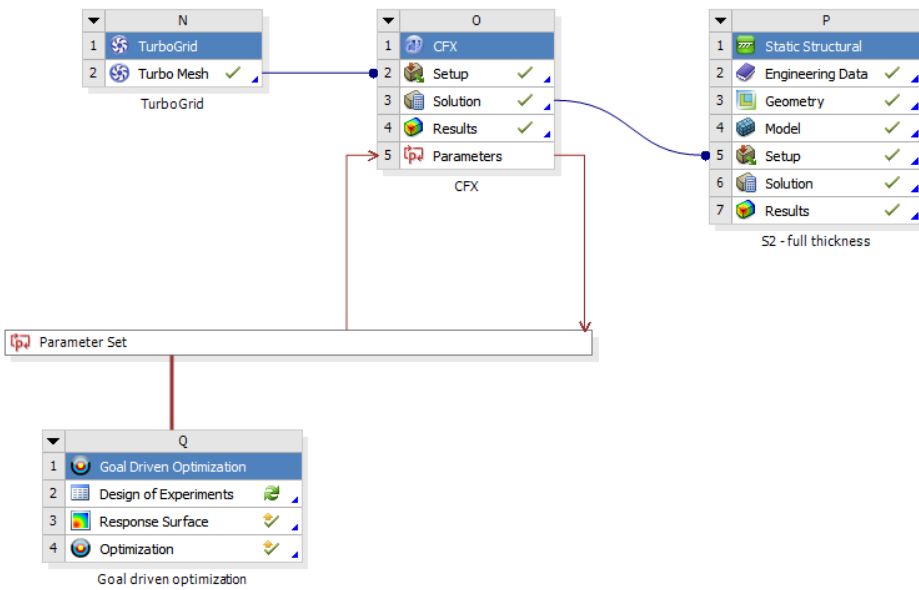 N
1 TurboGrid
2 Turbo Mesh
TurboGrid
O
1 CFX
2 Setup
3 Solution
4 Results
5 Parameters
CFX
P
1 Static Structural
2 Engineering Data
3 Geometry
4 Model
5 Setup
6 Solution
7 Results
S2 - full thickness
Parameter Set
Q
1 Goal Driven Optimization
2 Design of Experiments
3 Response Surface
4 Optimization
Goal driven optimization